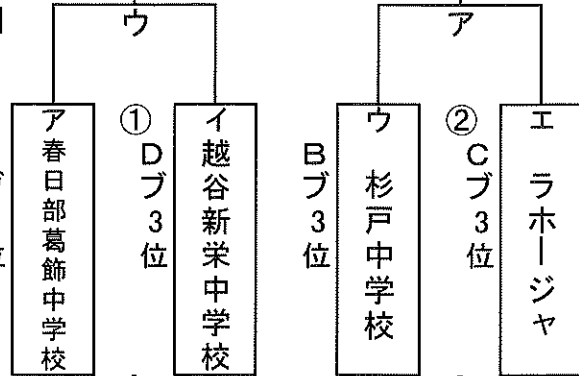 ウ
ア
ア 春日部葛飾中学校
①
Dブ3位
イ 越谷新栄中学校
Bブ3位
ウ 杉戸中学校
②
Cブ3位
エ ラホージャ